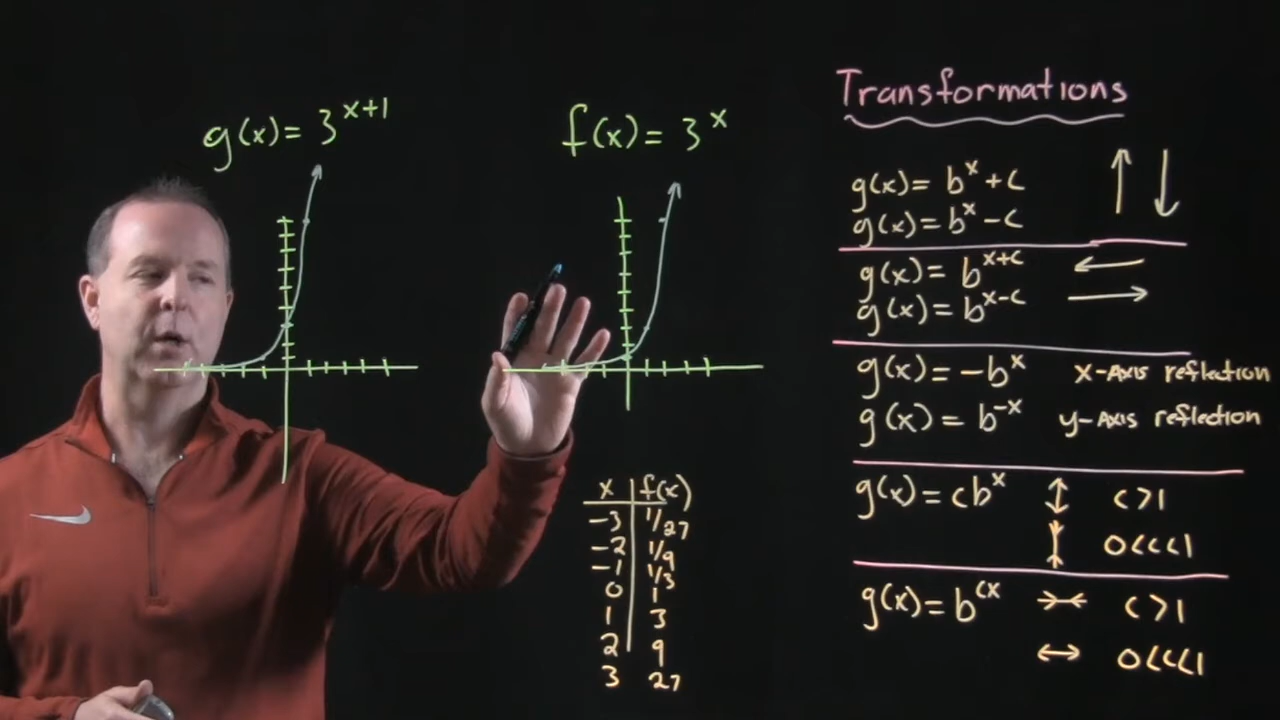 g(x) = 3^{x+1}
f(x) = 3^x
x | f(x)
-3 | 1/27
-2 | 1/9
-1 | 1/3
0 | 1
1 | 3
2 | 9
3 | 27
Transformations
g(x) = b^x + c ↑ ↓
g(x) = b^x - c
g(x) = b^{x+c} ←
g(x) = b^{x-c} →
g(x) = -b^x x-Axis reflection
g(x) = b^{-x} y-Axis reflection
g(x) = cb^x ↕ c>1
0<c<1
g(x) = b^{cx} →← c>1
↔ 0<c<1